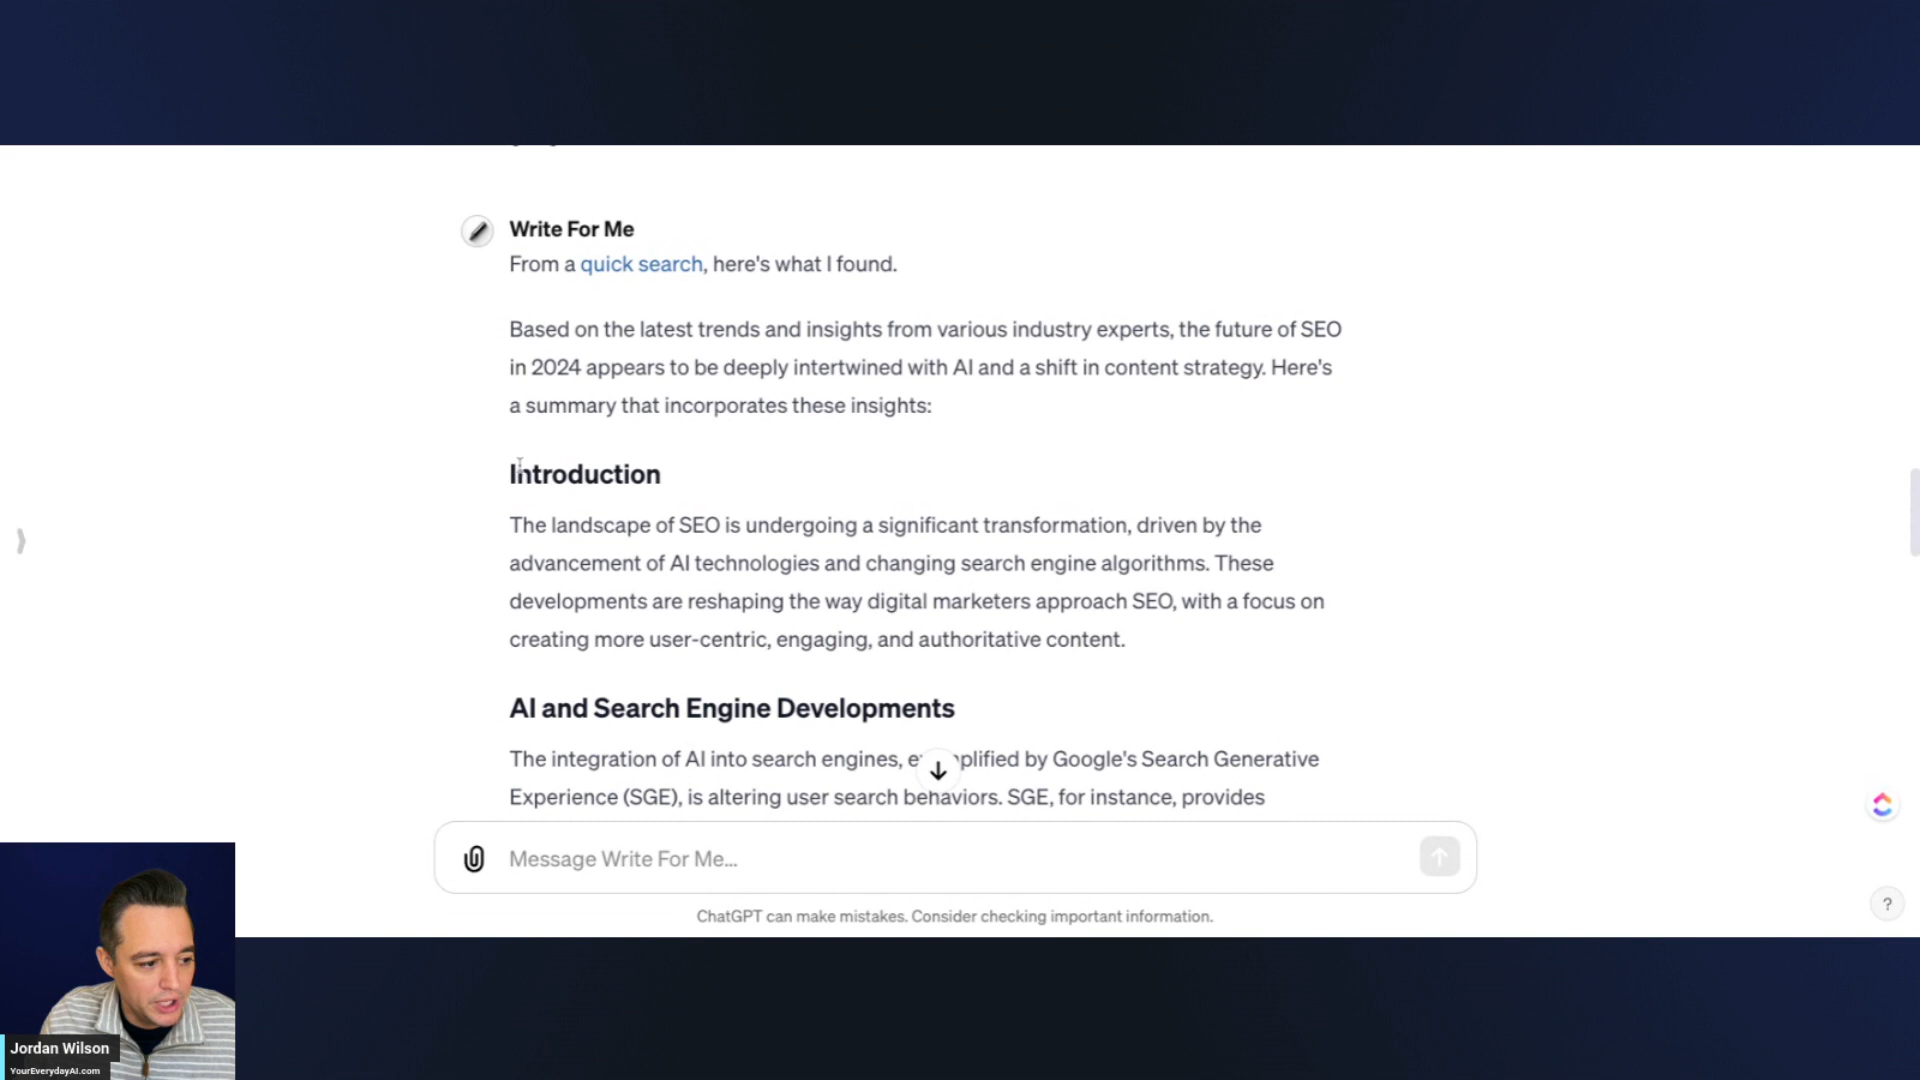 Write For Me
From a quick search, here's what I found.
Based on the latest trends and insights from various industry experts, the future of SEO
in 2024 appears to be deeply intertwined with AI and a shift in content strategy. Here's
a summary that incorporates these insights:
Introduction
The landscape of SEO is undergoing a significant transformation, driven by the
advancement of AI technologies and changing search engine algorithms. These
developments are reshaping the way digital marketers approach SEO, with a focus on
creating more user-centric, engaging, and authoritative content.
AI and Search Engine Developments
The integration of AI into search engines, by Google's Search Generative
Experience (SGE), is altering user search behaviors. SGE, for instance, provides
Message Write For Me...
ChatGPT can make mistakes. Consider checking important information.
?
Jordan Wilson
YourEverydayAI.com